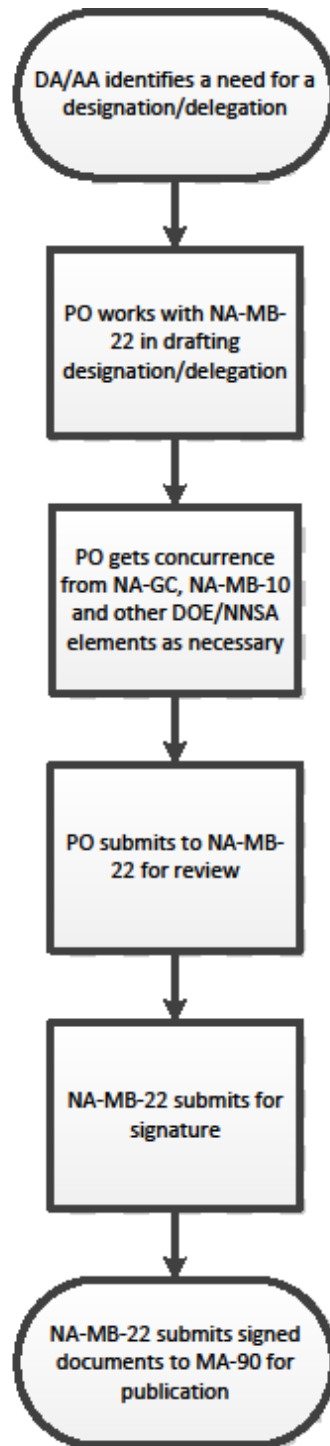 DA/AA identifies a need for a
designation/delegation
PO works with NA-MB-
22 in drafting
designation/delegation
PO gets concurrence
from NA-GC, NA-MB-10
and other DOE/NNSA
elements as necessary
PO submits to NA-MB-
22 for review
NA-MB-22 submits for
signature
NA-MB-22 submits signed
documents to MA-90 for
publication